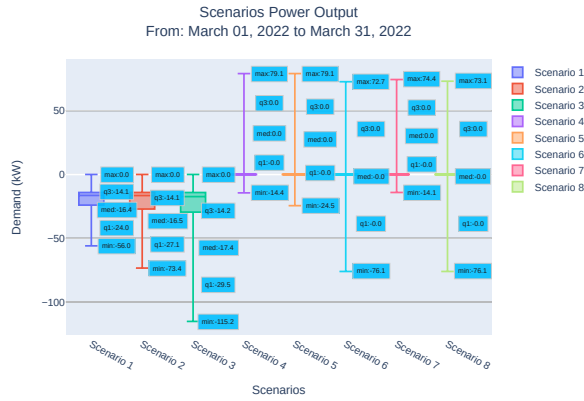 Scenarios Power Output
From: March 01, 2022 to March 31, 2022
Demand (kW)
50
0
−50
−100
max:0.0
q3:-14.1
med:-16.4
q1:-24.0
min:-56.0
max:0.0
q3:-14.1
med:-16.5
q1:-27.1
min:-73.4
max:0.0
q3:-14.2
med:-17.4
q1:-29.5
min:-115.2
max:79.1
q3:0.0
med:0.0
q1:-0.0
min:-14.4
max:79.1
q3:0.0
med:0.0
q1:-0.0
min:-24.5
max:72.7
q3:0.0
med:-0.0
q1:-0.0
min:-76.1
max:74.4
q3:0.0
med:0.0
q1:-0.0
min:-14.1
max:73.1
q3:0.0
med:-0.0
q1:-0.0
min:-76.1
Scenario 1
Scenario 2
Scenario 3
Scenario 4
Scenario 5
Scenario 6
Scenario 7
Scenario 8
Scenarios
Scenario 1
Scenario 2
Scenario 3
Scenario 4
Scenario 5
Scenario 6
Scenario 7
Scenario 8